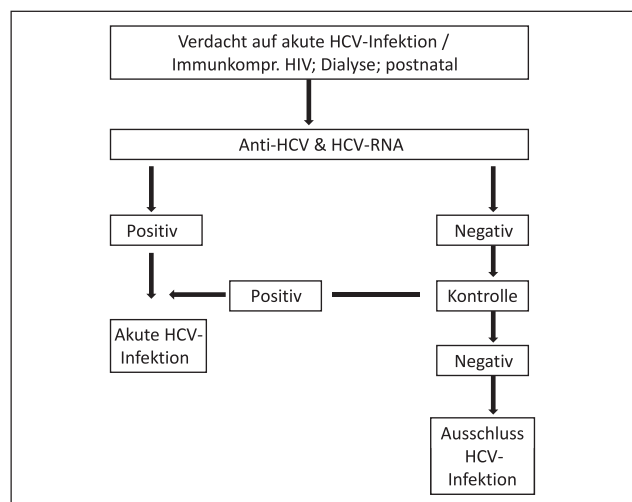 Verdacht auf akute HCV-Infektion /
Immunkompr. HIV; Dialyse; postnatal
Anti-HCV & HCV-RNA
Positiv
Negativ
Positiv
Kontrolle
Akute HCV-
Infektion
Negativ
Ausschluss
HCV-
Infektion